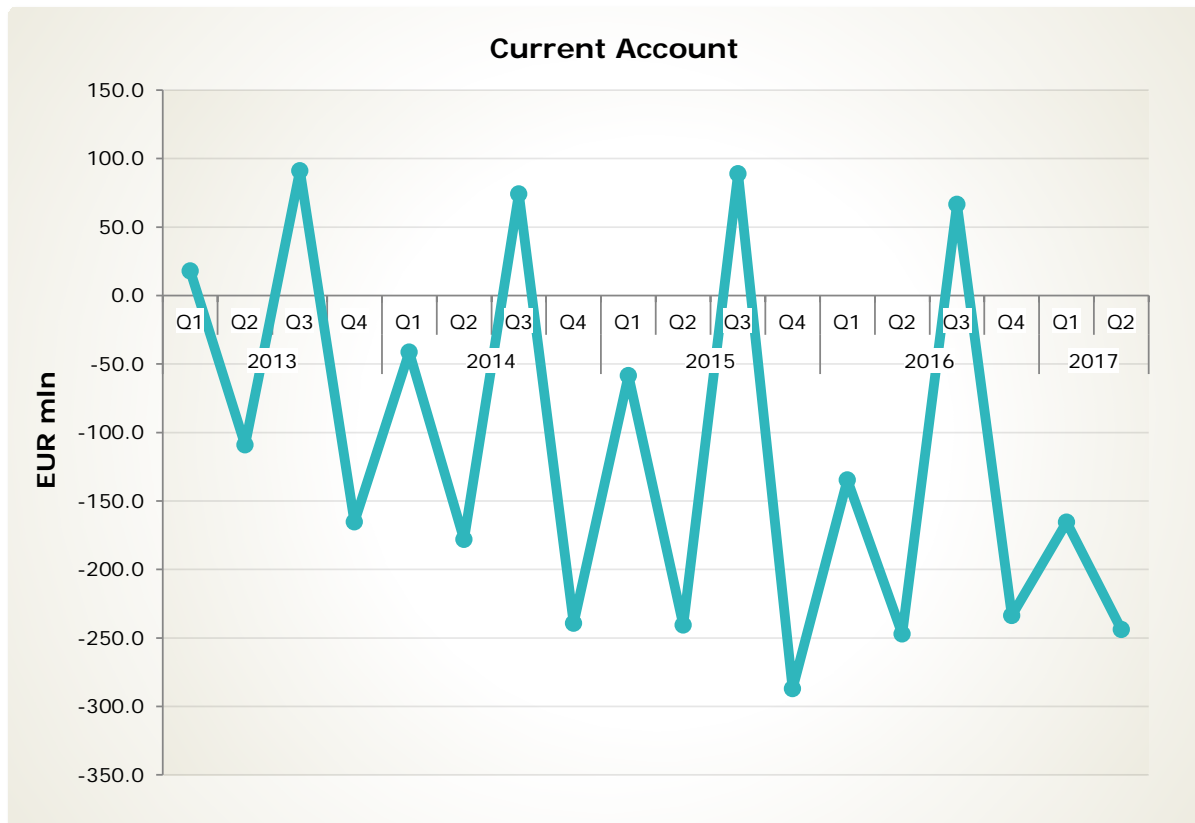 Current Account
150.0
100.0
50.0
0.0
-50.0
-100.0
-150.0
-200.0
-250.0
-300.0
-350.0
EUR mln
Q1 Q2 Q3 Q4 Q1 Q2 Q3 Q4 Q1 Q2 Q3 Q4 Q1 Q2 Q3 Q4 Q1 Q2
2013 2014 2015 2016 2017